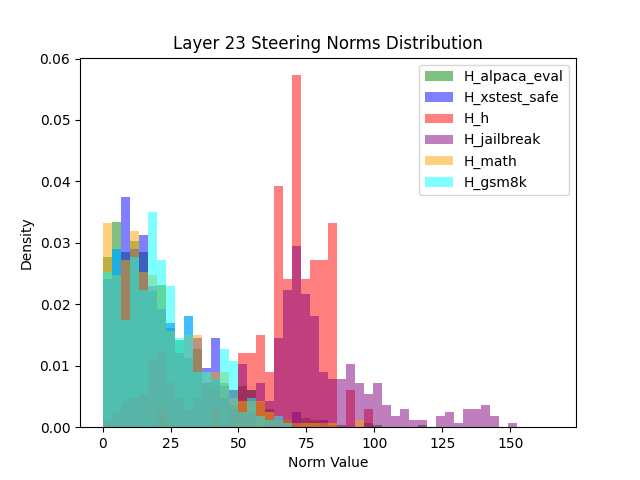 Layer 23 Steering Norms Distribution
0.06
0.05
0.04
0.03
0.02
0.01
0.00
Density
H_alpaca_eval
H_xstest_safe
H_h
H_jailbreak
H_math
H_gsm8k
0 25 50 75 100 125 150
Norm Value